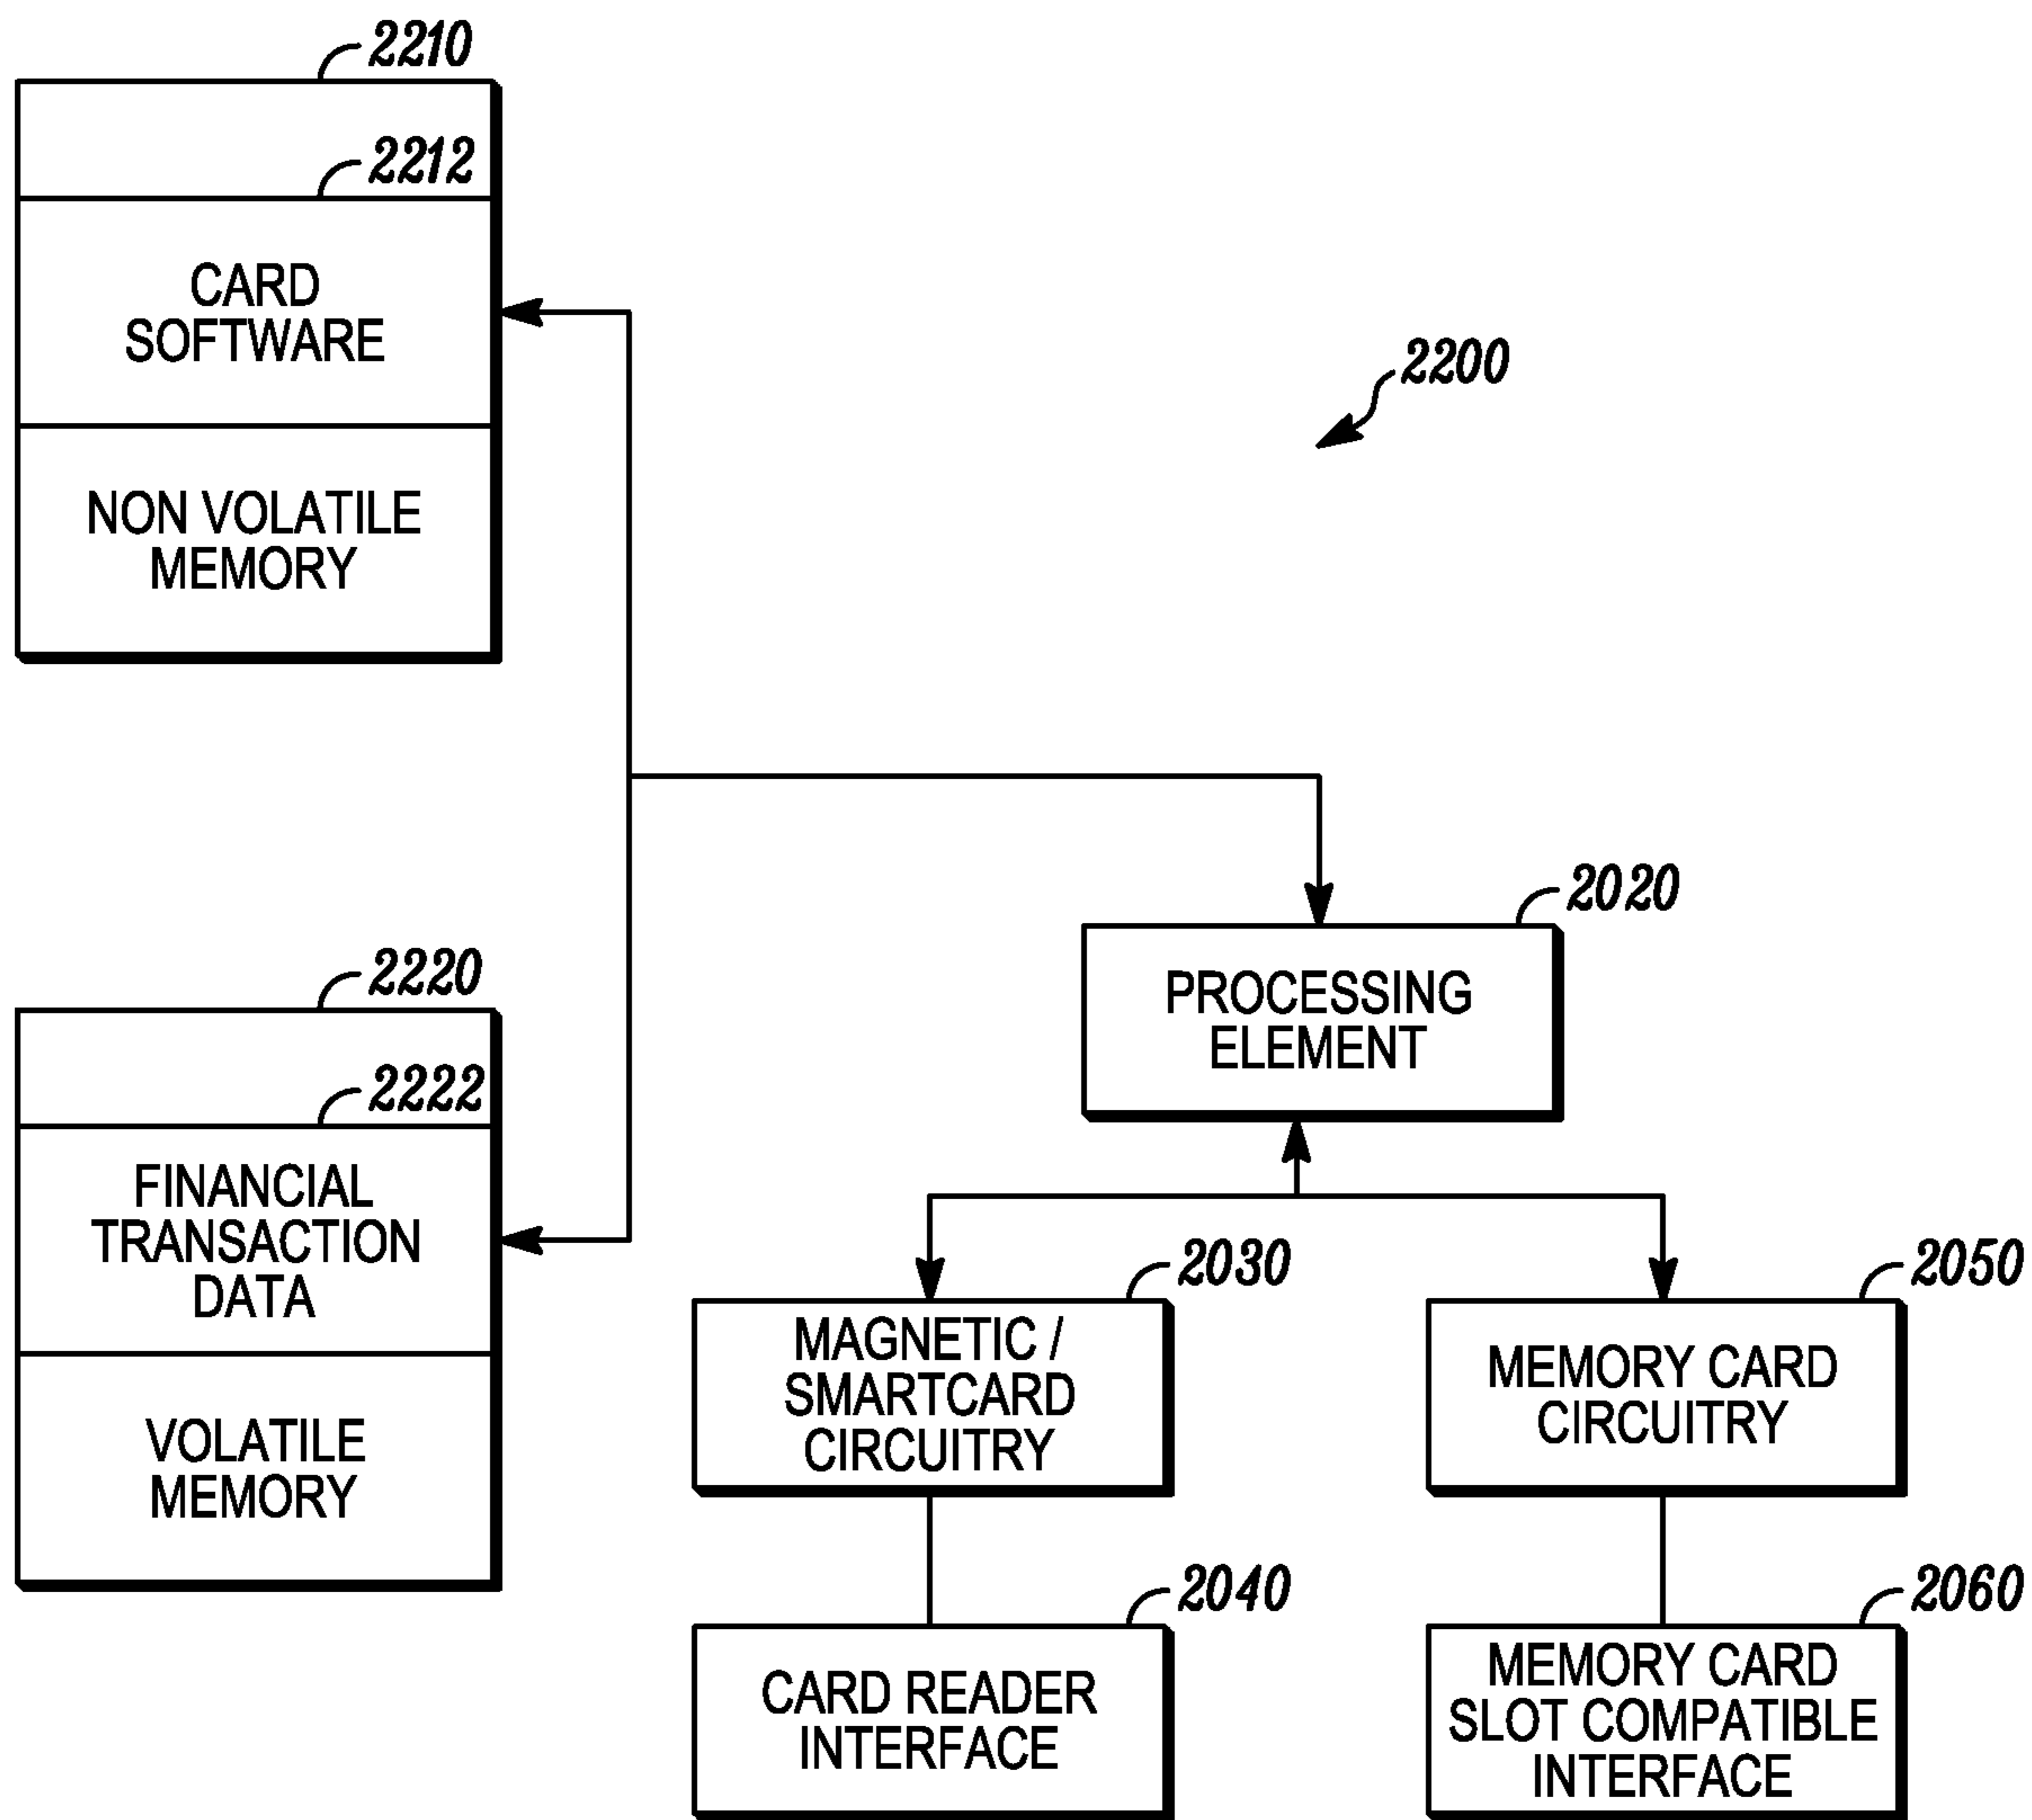 2210
2212
CARD
SOFTWARE
NON VOLATILE
MEMORY
2200
2020
PROCESSING
ELEMENT
2220
2222
FINANCIAL
TRANSACTION
DATA
VOLATILE
MEMORY
2030
MAGNETIC /
SMARTCARD
CIRCUITRY
2050
MEMORY CARD
CIRCUITRY
2040
CARD READER
INTERFACE
2060
MEMORY CARD
SLOT COMPATIBLE
INTERFACE